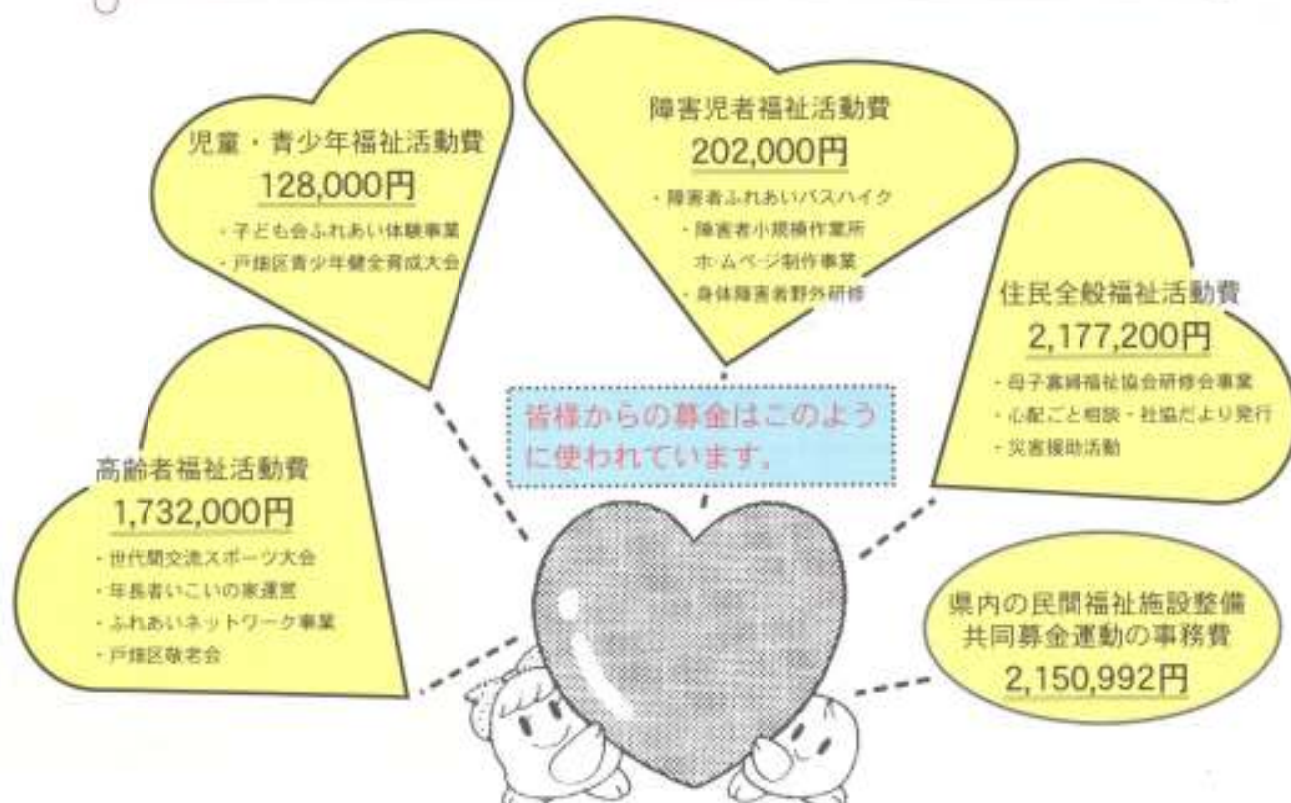 児童・青少年福祉活動費
128,000円
・子ども会ふれあい体験事業
・戸畑区青少年健全育成大会
障害児者福祉活動費
202,000円
・障害者ふれあいバスハイク
・障害者小規模作業所
ホームページ制作事業
・身体障害者野外研修
住民全般福祉活動費
2,177,200円
・母子寡婦福祉協会研修会事業
・心配ごと相談・社協だより発行
・災害援助活動
皆様からの募金はこのよう
に使われています。
高齢者福祉活動費
1,732,000円
・世代間交流スポーツ大会
・年長者いこいの家運営
・ふれあいネットワーク事業
・戸畑区敬老会
県内の民間福祉施設整備
共同募金運動の事務費
2,150,992円